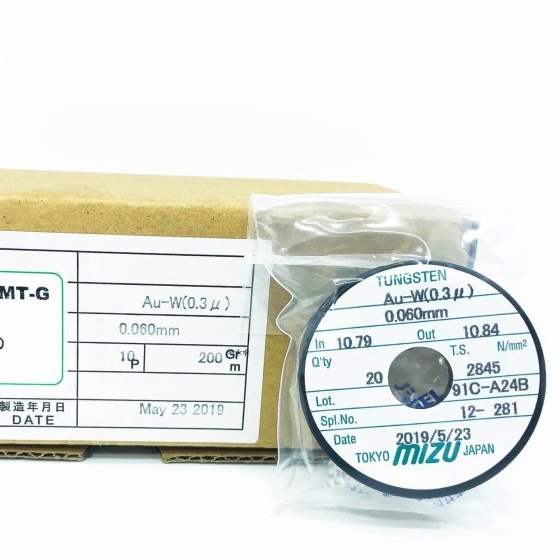 MT-G
Au-W(0.3μ)
0.060mm
10 P 200 m
製造年月日
DATE
May 23 2019
TUNGSTEN
Au-W(0.3μ)
0.060mm
In 10.79 Out 10.84
Q'ty 20 T.S. 2845 N/mm²
Lot. 91C-A24B
Spl.No. 12- 281
Date 2019/5/23
TOKYO mizu JAPAN